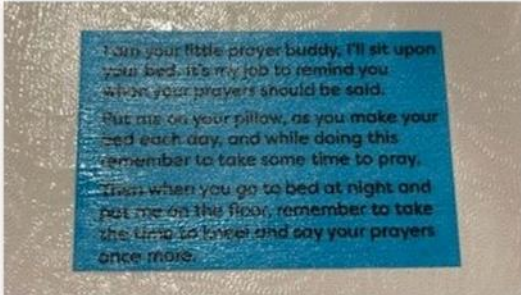 I am your little prayer buddy, I'll sit upon
your bed. It's my job to remind you
when your prayers should be said.
Put me on your pillow, as you make your
bed each day, and while doing this
remember to take some time to pray.
Then when you go to bed at night and
put me on the floor, remember to take
the time to kneel and say your prayers
once more.